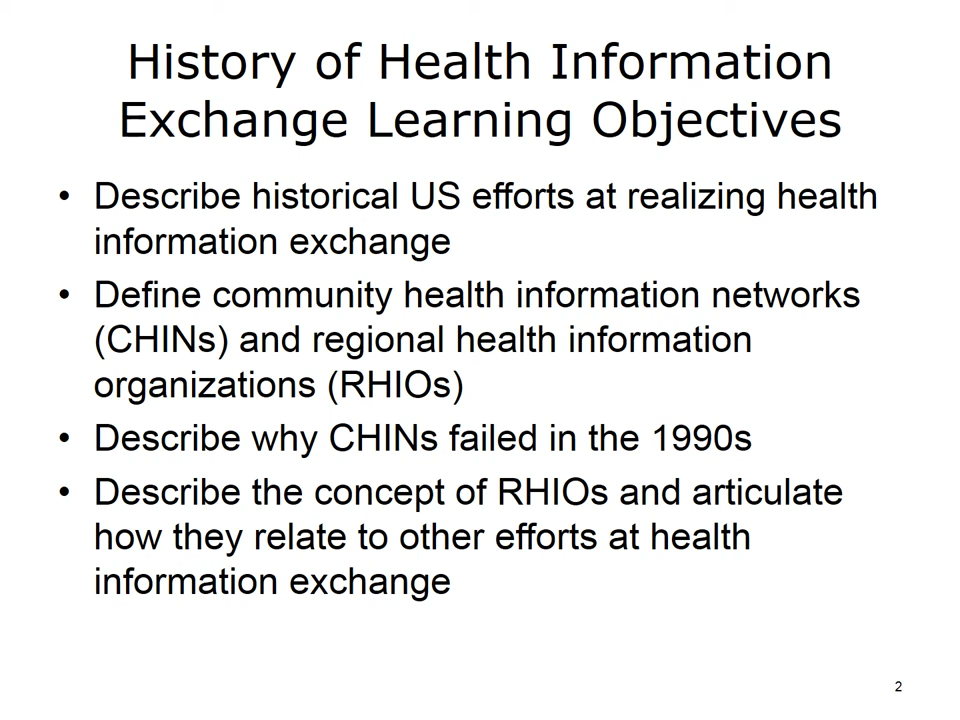 History of Health Information
Exchange Learning Objectives
• Describe historical US efforts at realizing health
information exchange
• Define community health information networks
(CHINs) and regional health information
organizations (RHIOs)
• Describe why CHINs failed in the 1990s
• Describe the concept of RHIOs and articulate
how they relate to other efforts at health
information exchange
2